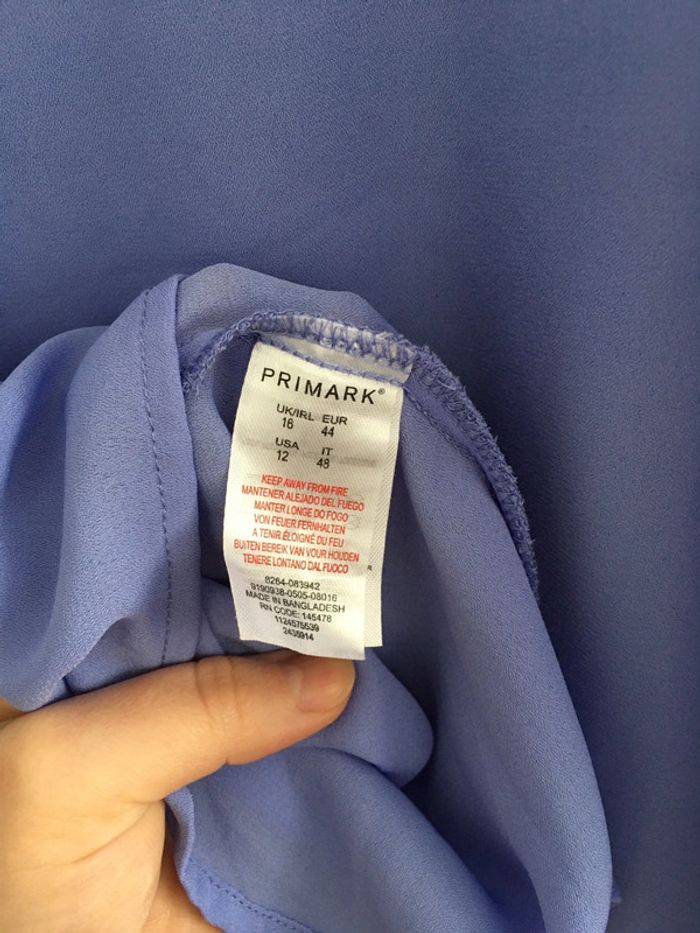 PRIMARK®
UK/IRL EUR
16 44
USA IT
12 48
KEEP AWAY FROM FIRE
MANTENER ALEJADO DEL FUEGO
MANTER LONGE DO FOGO
VON FEUER FERNHALTEN
A TENIR ÉLOIGNÉ DU FEU
BUITEN BEREIK VAN VOUR HOUDEN
TENERE LONTANO DAL FUOCO
8264-083942
9190938-0505-08016
MADE IN BANGLADESH
RN CODE: 145478
1124575539
2435914